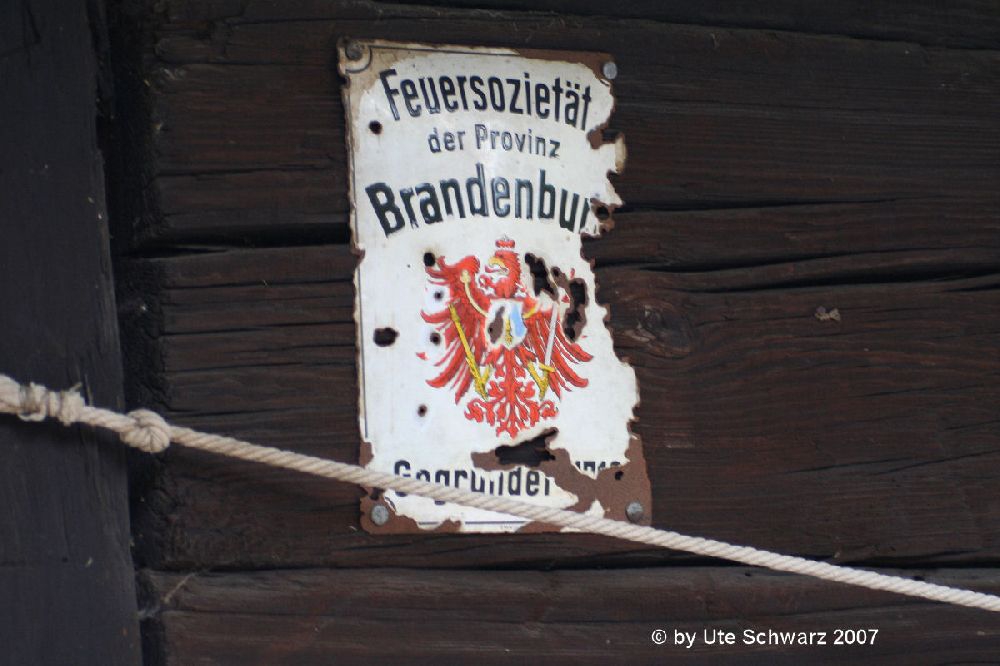 Feuersozietät
der Provinz
Brandenbur
Gegründet
© by Ute Schwarz 2007